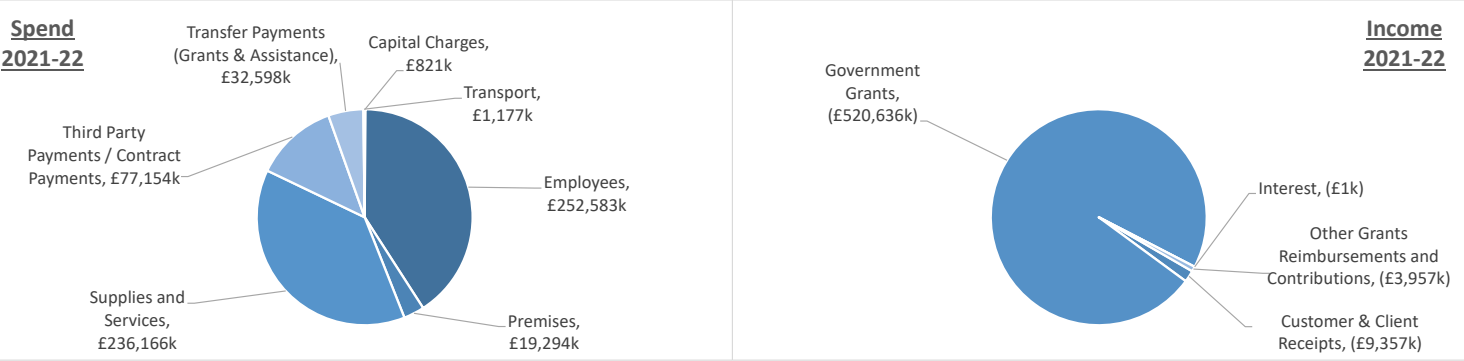 Spend
2021-22
Transfer Payments
(Grants & Assistance),
£32,598k
Capital Charges,
£821k
Transport,
£1,177k
Third Party
Payments / Contract
Payments, £77,154k
Employees,
£252,583k
Supplies and
Services,
£236,166k
Premises,
£19,294k
Income
2021-22
Government
Grants,
(£520,636k)
Interest, (£1k)
Other Grants
Reimbursements and
Contributions, (£3,957k)
Customer & Client
Receipts, (£9,357k)